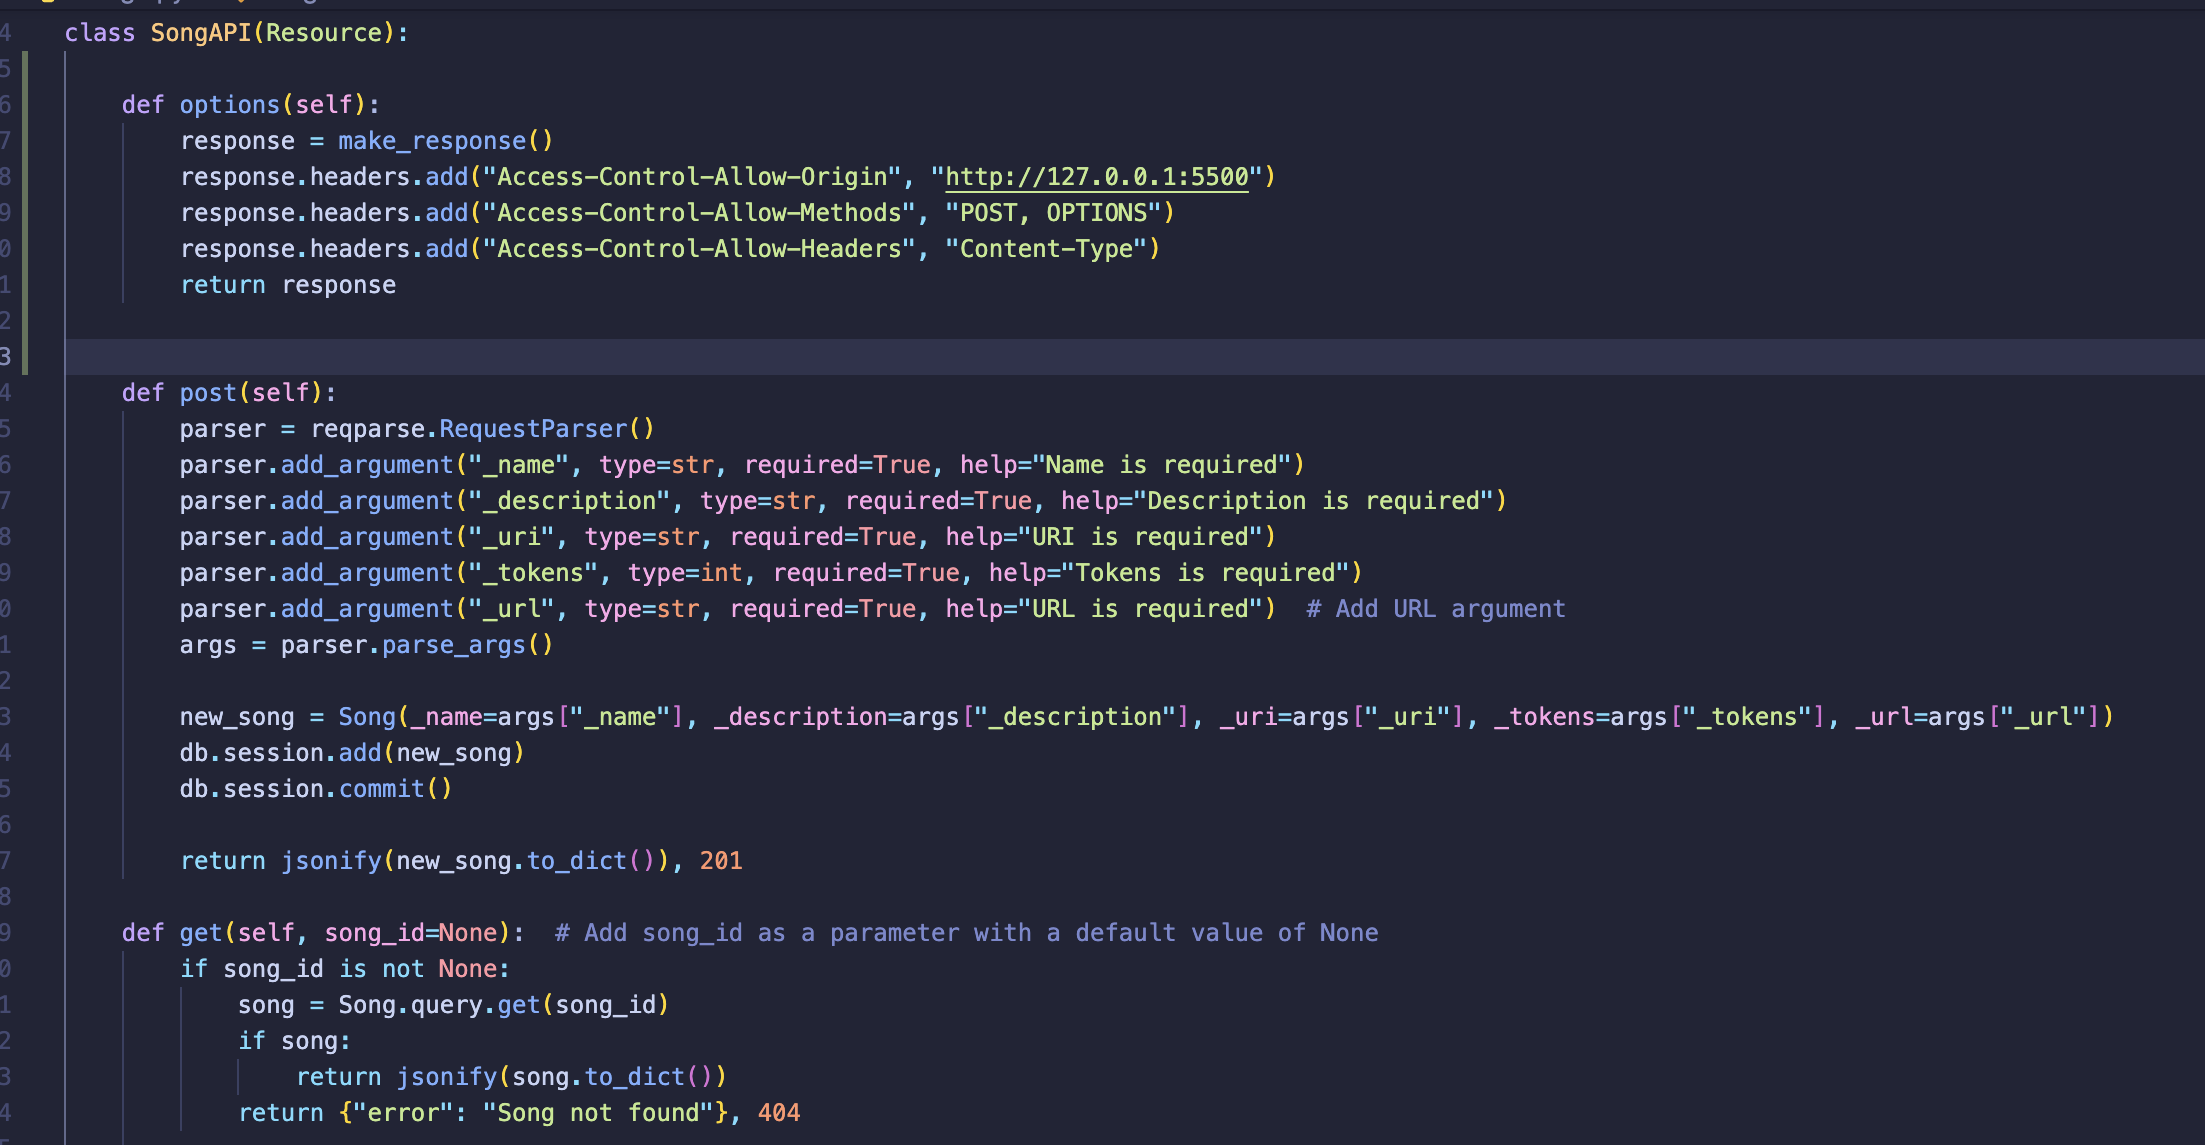 4 class SongAPI(Resource):
5
6     def options(self):
7         response = make_response()
8         response.headers.add("Access-Control-Allow-Origin", "http://127.0.0.1:5500")
9         response.headers.add("Access-Control-Allow-Methods", "POST, OPTIONS")
0         response.headers.add("Access-Control-Allow-Headers", "Content-Type")
1         return response
2
3
4     def post(self):
5         parser = reqparse.RequestParser()
6         parser.add_argument("_name", type=str, required=True, help="Name is required")
7         parser.add_argument("_description", type=str, required=True, help="Description is required")
8         parser.add_argument("_uri", type=str, required=True, help="URI is required")
9         parser.add_argument("_tokens", type=int, required=True, help="Tokens is required")
0         parser.add_argument("_url", type=str, required=True, help="URL is required")  # Add URL argument
1         args = parser.parse_args()
2
3         new_song = Song(_name=args["_name"], _description=args["_description"], _uri=args["_uri"], _tokens=args["_tokens"], _url=args["_url"])
4         db.session.add(new_song)
5         db.session.commit()
6
7         return jsonify(new_song.to_dict()), 201
8
9     def get(self, song_id=None):  # Add song_id as a parameter with a default value of None
0         if song_id is not None:
1             song = Song.query.get(song_id)
2             if song:
3                 return jsonify(song.to_dict())
4             return {"error": "Song not found"}, 404